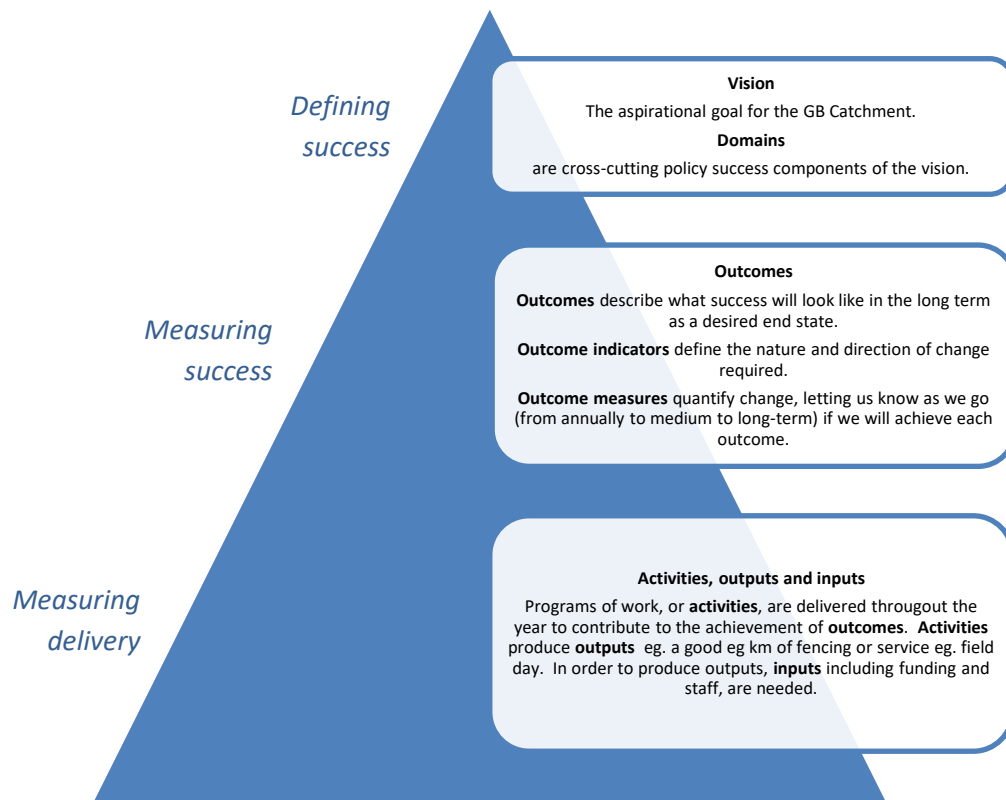 Defining
success
Vision
The aspirational goal for the GB Catchment.
Domains
are cross-cutting policy success components of the vision.
Measuring
success
Outcomes
Outcomes describe what success will look like in the long term
as a desired end state.
Outcome indicators define the nature and direction of change
required.
Outcome measures quantify change, letting us know as we go
(from annually to medium to long-term) if we will achieve each
outcome.
Measuring
delivery
Activities, outputs and inputs
Programs of work, or activities, are delivered througout the
year to contribute to the achievement of outcomes.  Activities
produce outputs  eg. a good eg km of fencing or service eg. field
day.  In order to produce outputs, inputs including funding and
staff, are needed.